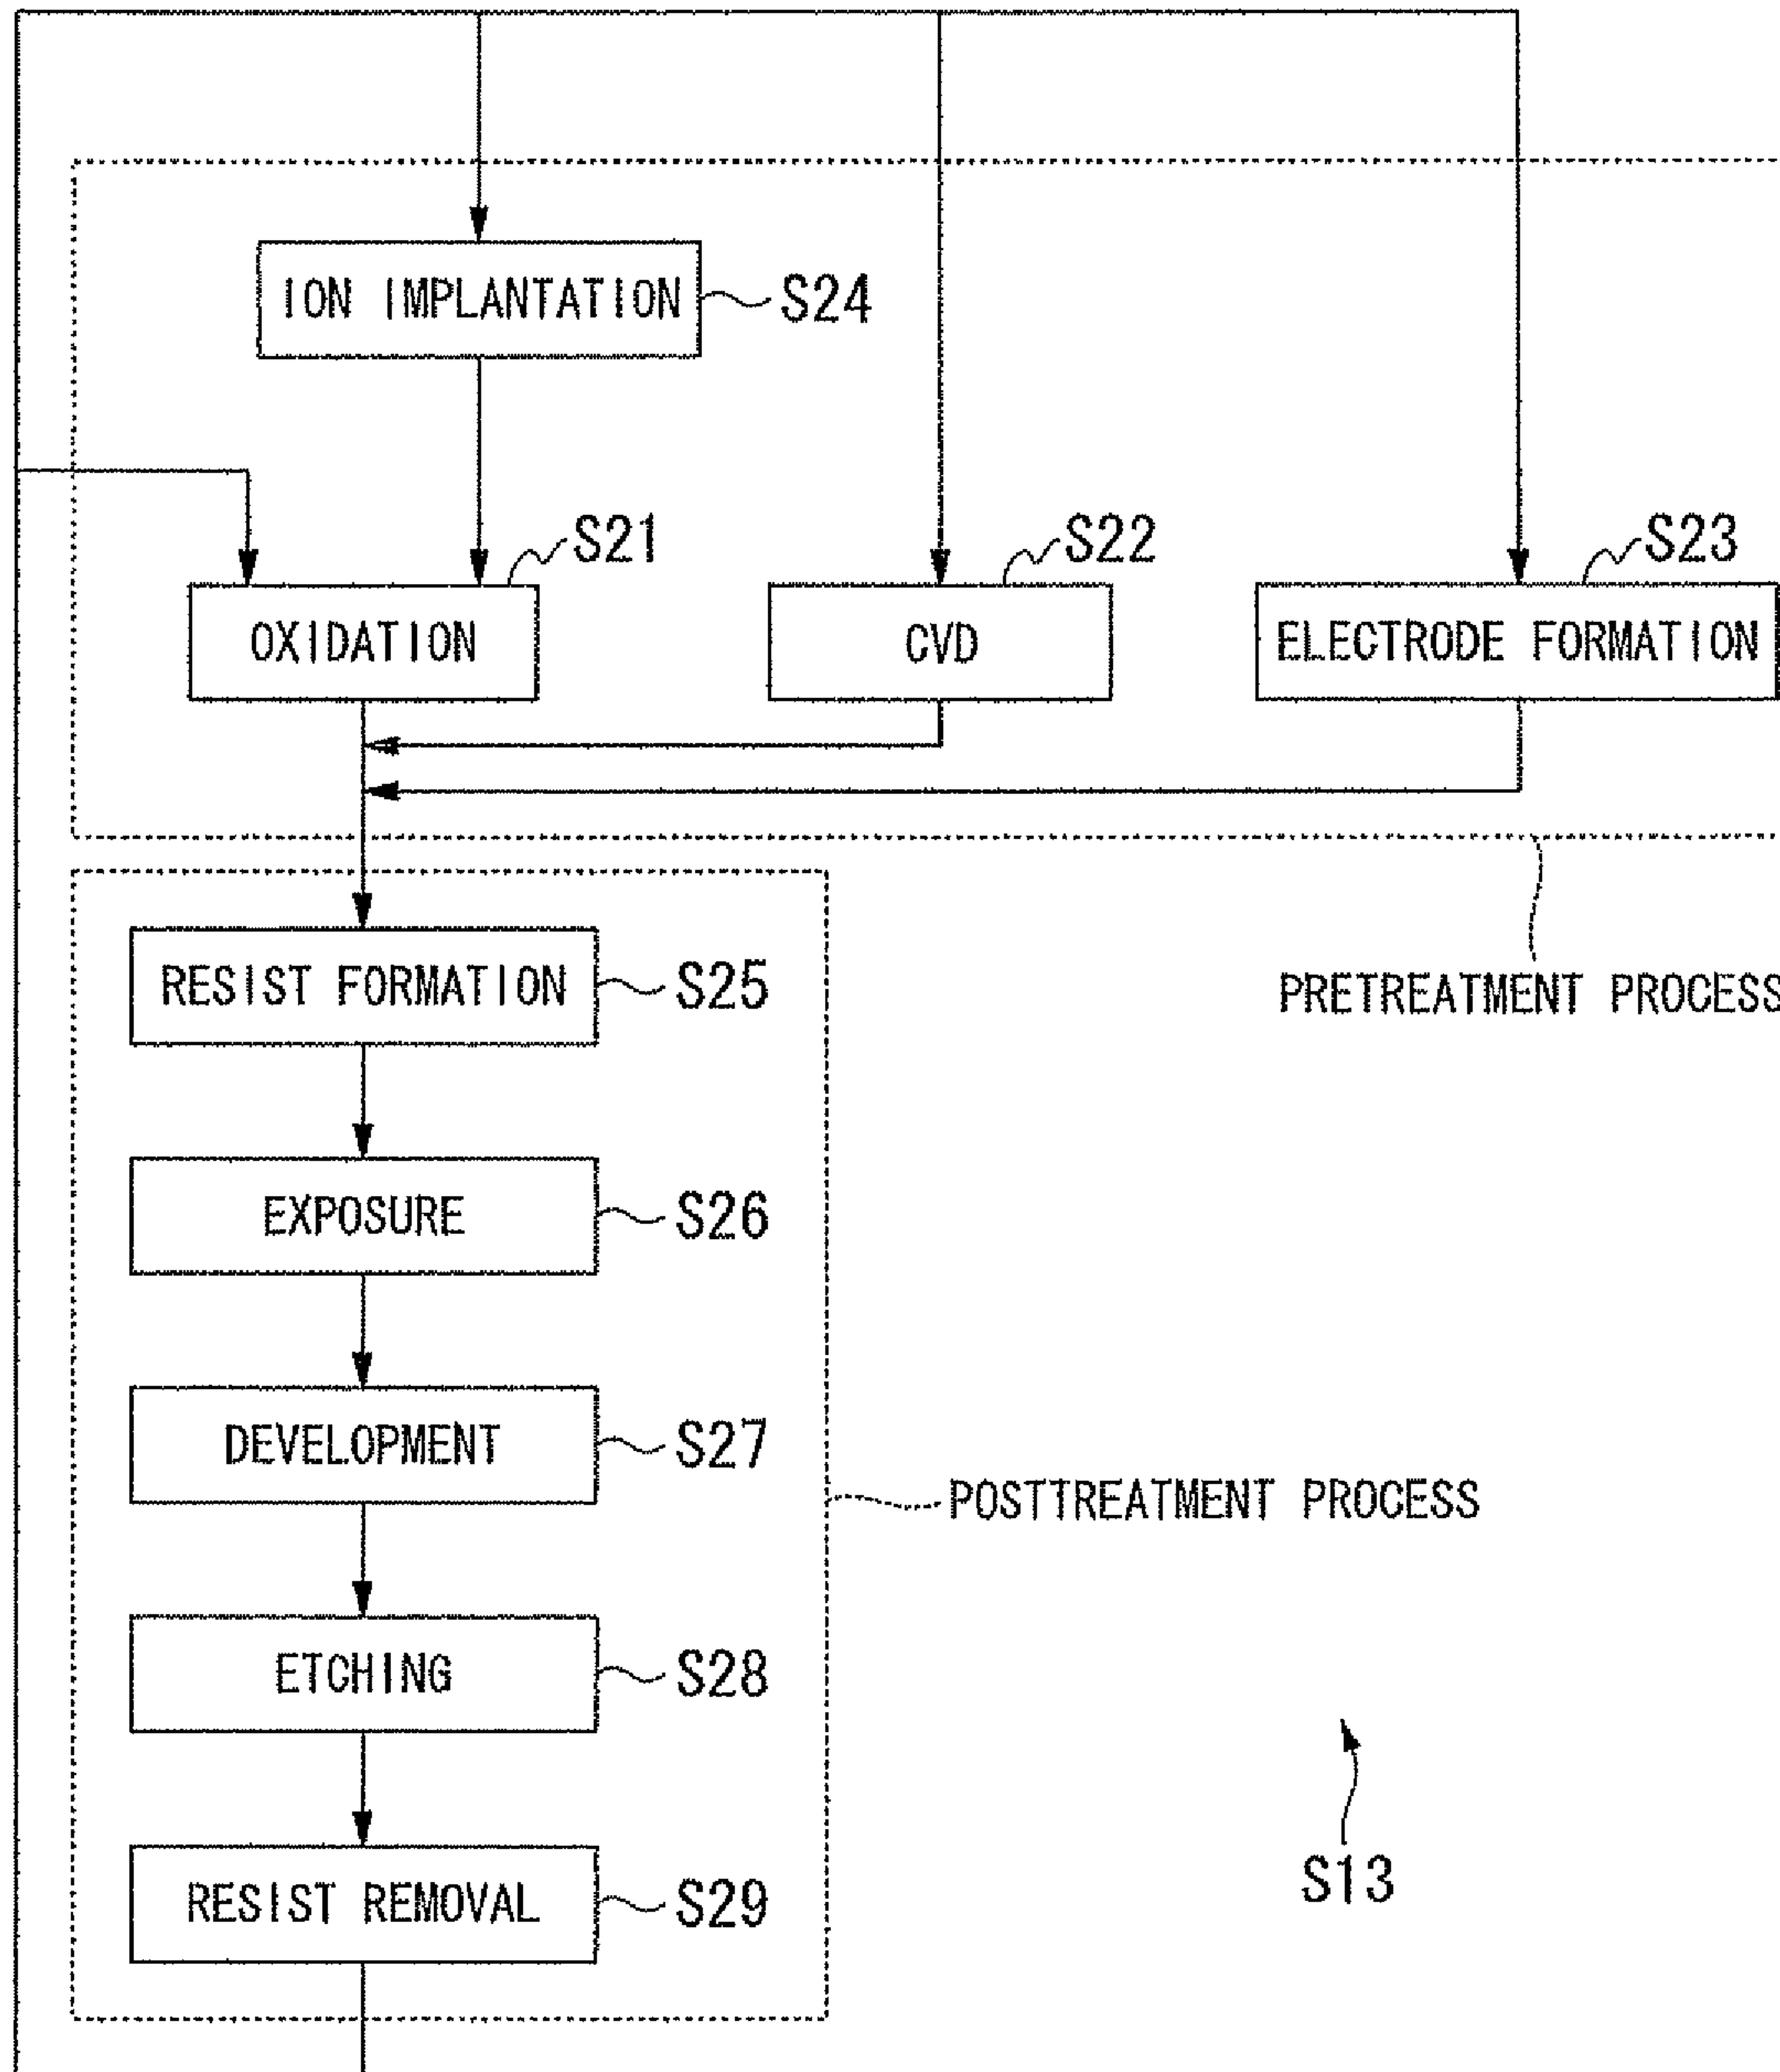 ION IMPLANTATION S24
S21 S22 S23
OXIDATION CVD ELECTRODE FORMATION
RESIST FORMATION S25
PRETREATMENT PROCESS
EXPOSURE S26
DEVELOPMENT S27
POSTTREATMENT PROCESS
ETCHING S28
RESIST REMOVAL S29
S13